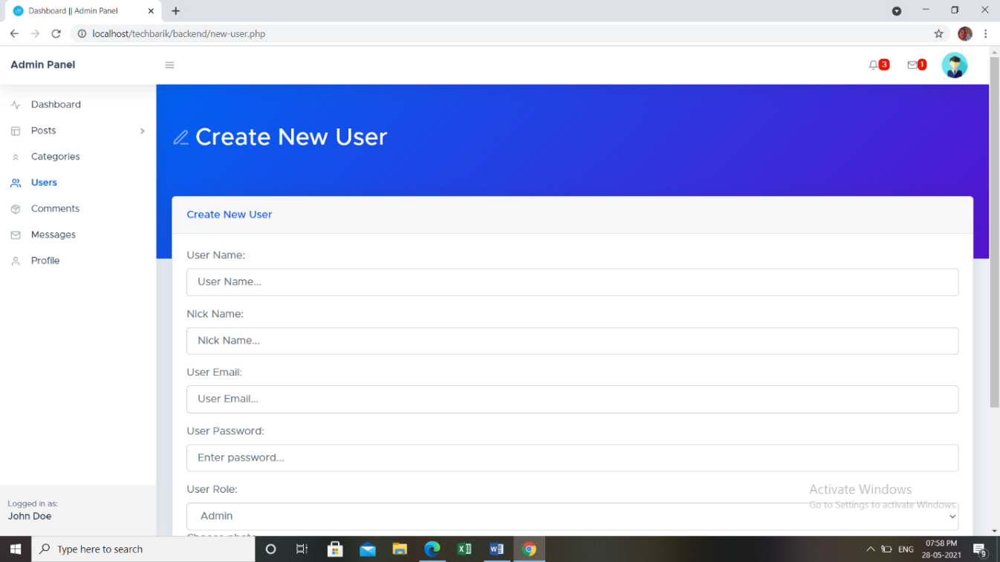 Dashboard || Admin Panel
localhost/techbarik/backend/new-user.php
Admin Panel
3
1
Dashboard
Posts
Categories
Users
Comments
Messages
Profile
Logged in as:
John Doe
Create New User
Create New User
User Name:
User Name...
Nick Name:
Nick Name...
User Email:
User Email...
User Password:
Enter password...
User Role:
Admin
Choose photo
Activate Windows
Go to Settings to activate Windows.
Type here to search
ENG
07:58 PM
28-05-2021
9